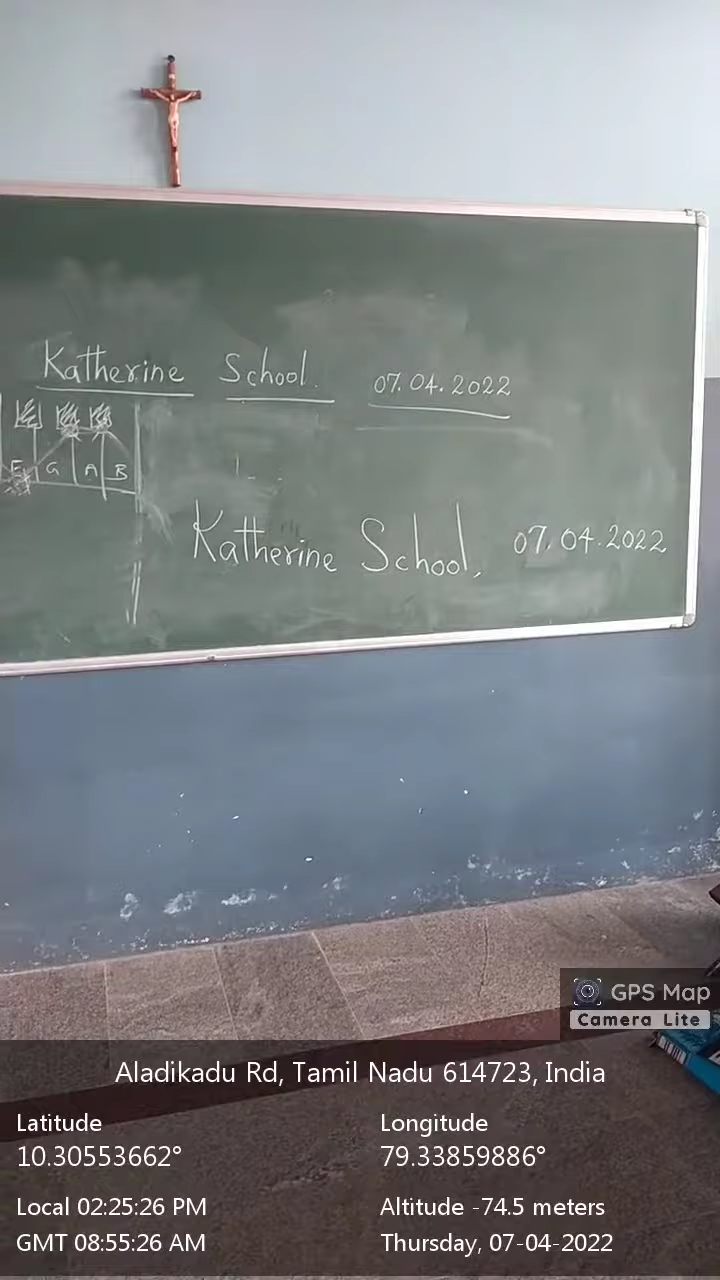 Katherine School. 07.04.2022
G A B
Katherine School. 07.04.2022
GPS Map
Camera Lite
Aladikadu Rd, Tamil Nadu 614723, India
Latitude
10.30553662°
Longitude
79.33859886°
Local 02:25:26 PM
GMT 08:55:26 AM
Altitude -74.5 meters
Thursday, 07-04-2022